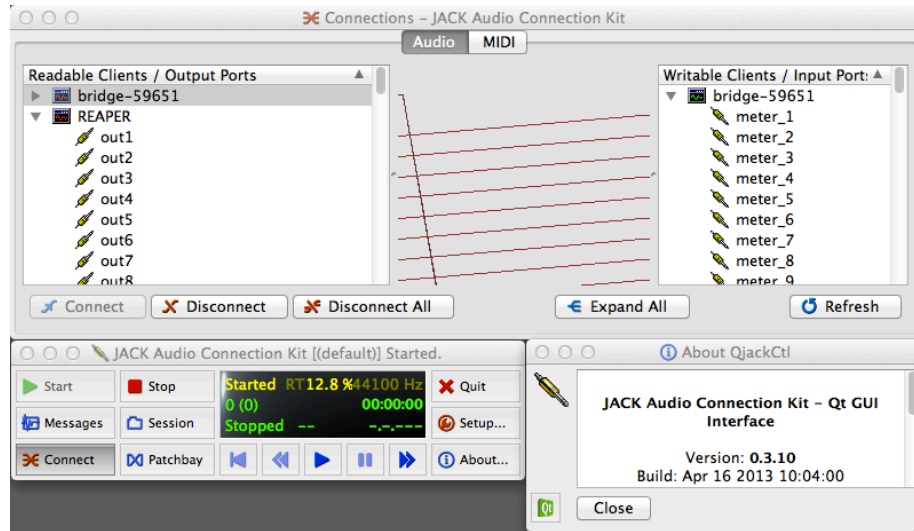 Connections – JACK Audio Connection Kit
Audio MIDI
Readable Clients / Output Ports
bridge-59651
REAPER
out1
out2
out3
out4
out5
out6
out7
out8
Writable Clients / Input Port:
bridge-59651
meter_1
meter_2
meter_3
meter_4
meter_5
meter_6
meter_7
meter_8
meter_9
Connect Disconnect Disconnect All Expand All Refresh
JACK Audio Connection Kit [(default)] Started.
Start Stop Started RT 12.8 % 44100 Hz Quit
Messages Session 0 (0) 00:00:00 Setup...
Stopped -- -.-.---
Connect Patchbay About...
About QjackCtl
JACK Audio Connection Kit – Qt GUI
Interface
Version: 0.3.10
Build: Apr 16 2013 10:04:00
Qt Close